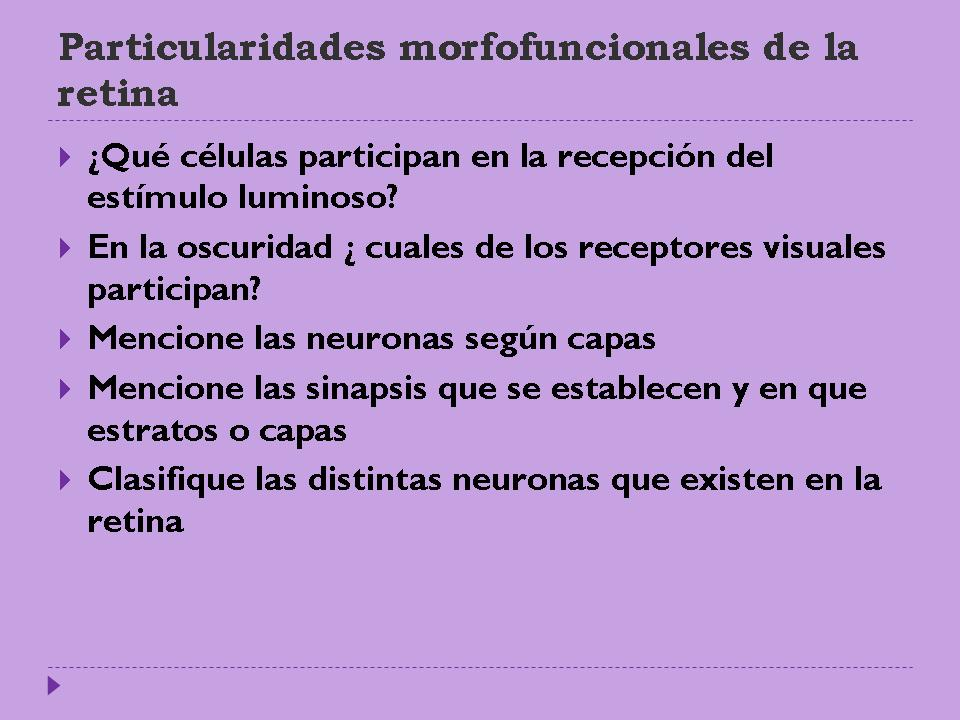 Particularidades morfofuncionales de la
retina
¿Qué células participan en la recepción del
estímulo luminoso?
En la oscuridad ¿ cuales de los receptores visuales
participan?
Mencione las neuronas según capas
Mencione las sinapsis que se establecen y en que
estratos o capas
Clasifique las distintas neuronas que existen en la
retina